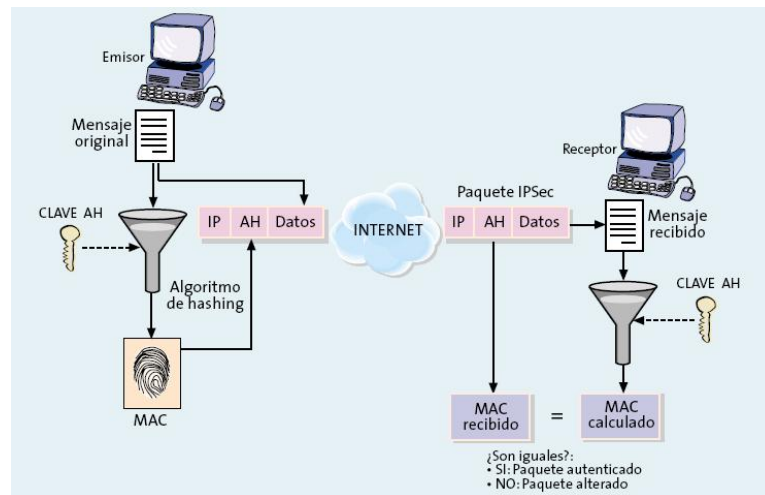 Emisor
Mensaje
original
CLAVE AH
IP AH Datos
Algoritmo
de hashing
MAC
INTERNET
Receptor
Paquete IPSec
IP AH Datos
Mensaje
recibido
CLAVE AH
MAC
recibido
=
MAC
calculado
¿Son iguales?:
• SI: Paquete autenticado
• NO: Paquete alterado